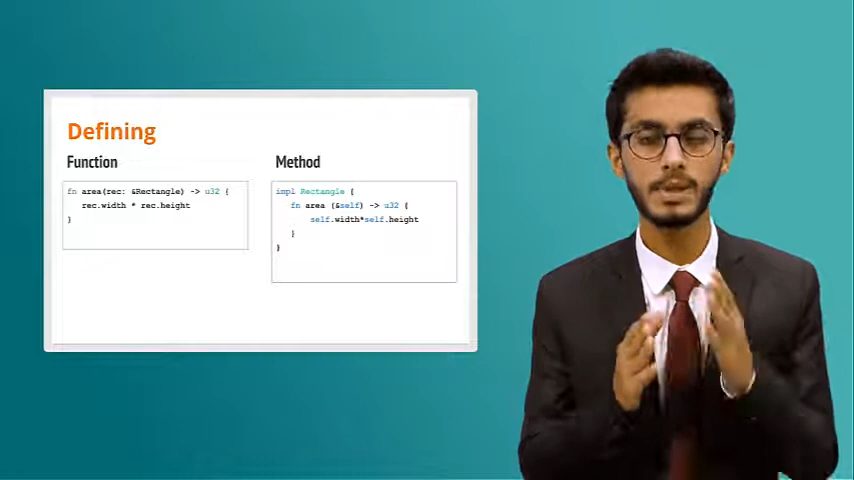 Defining
Function
fn area(rec: &Rectangle) -> u32 {
rec.width * rec.height
}
Method
impl Rectangle {
fn area (&self) -> u32 {
self.width*self.height
}
}